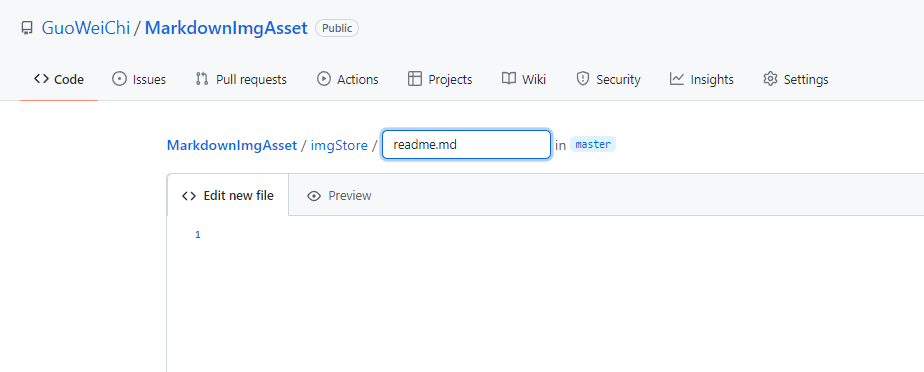 GuoWeiChi / MarkdownImgAsset Public
Code Issues Pull requests Actions Projects Wiki Security Insights Settings
MarkdownImgAsset / imgStore / readme.md in master
Edit new file Preview
1